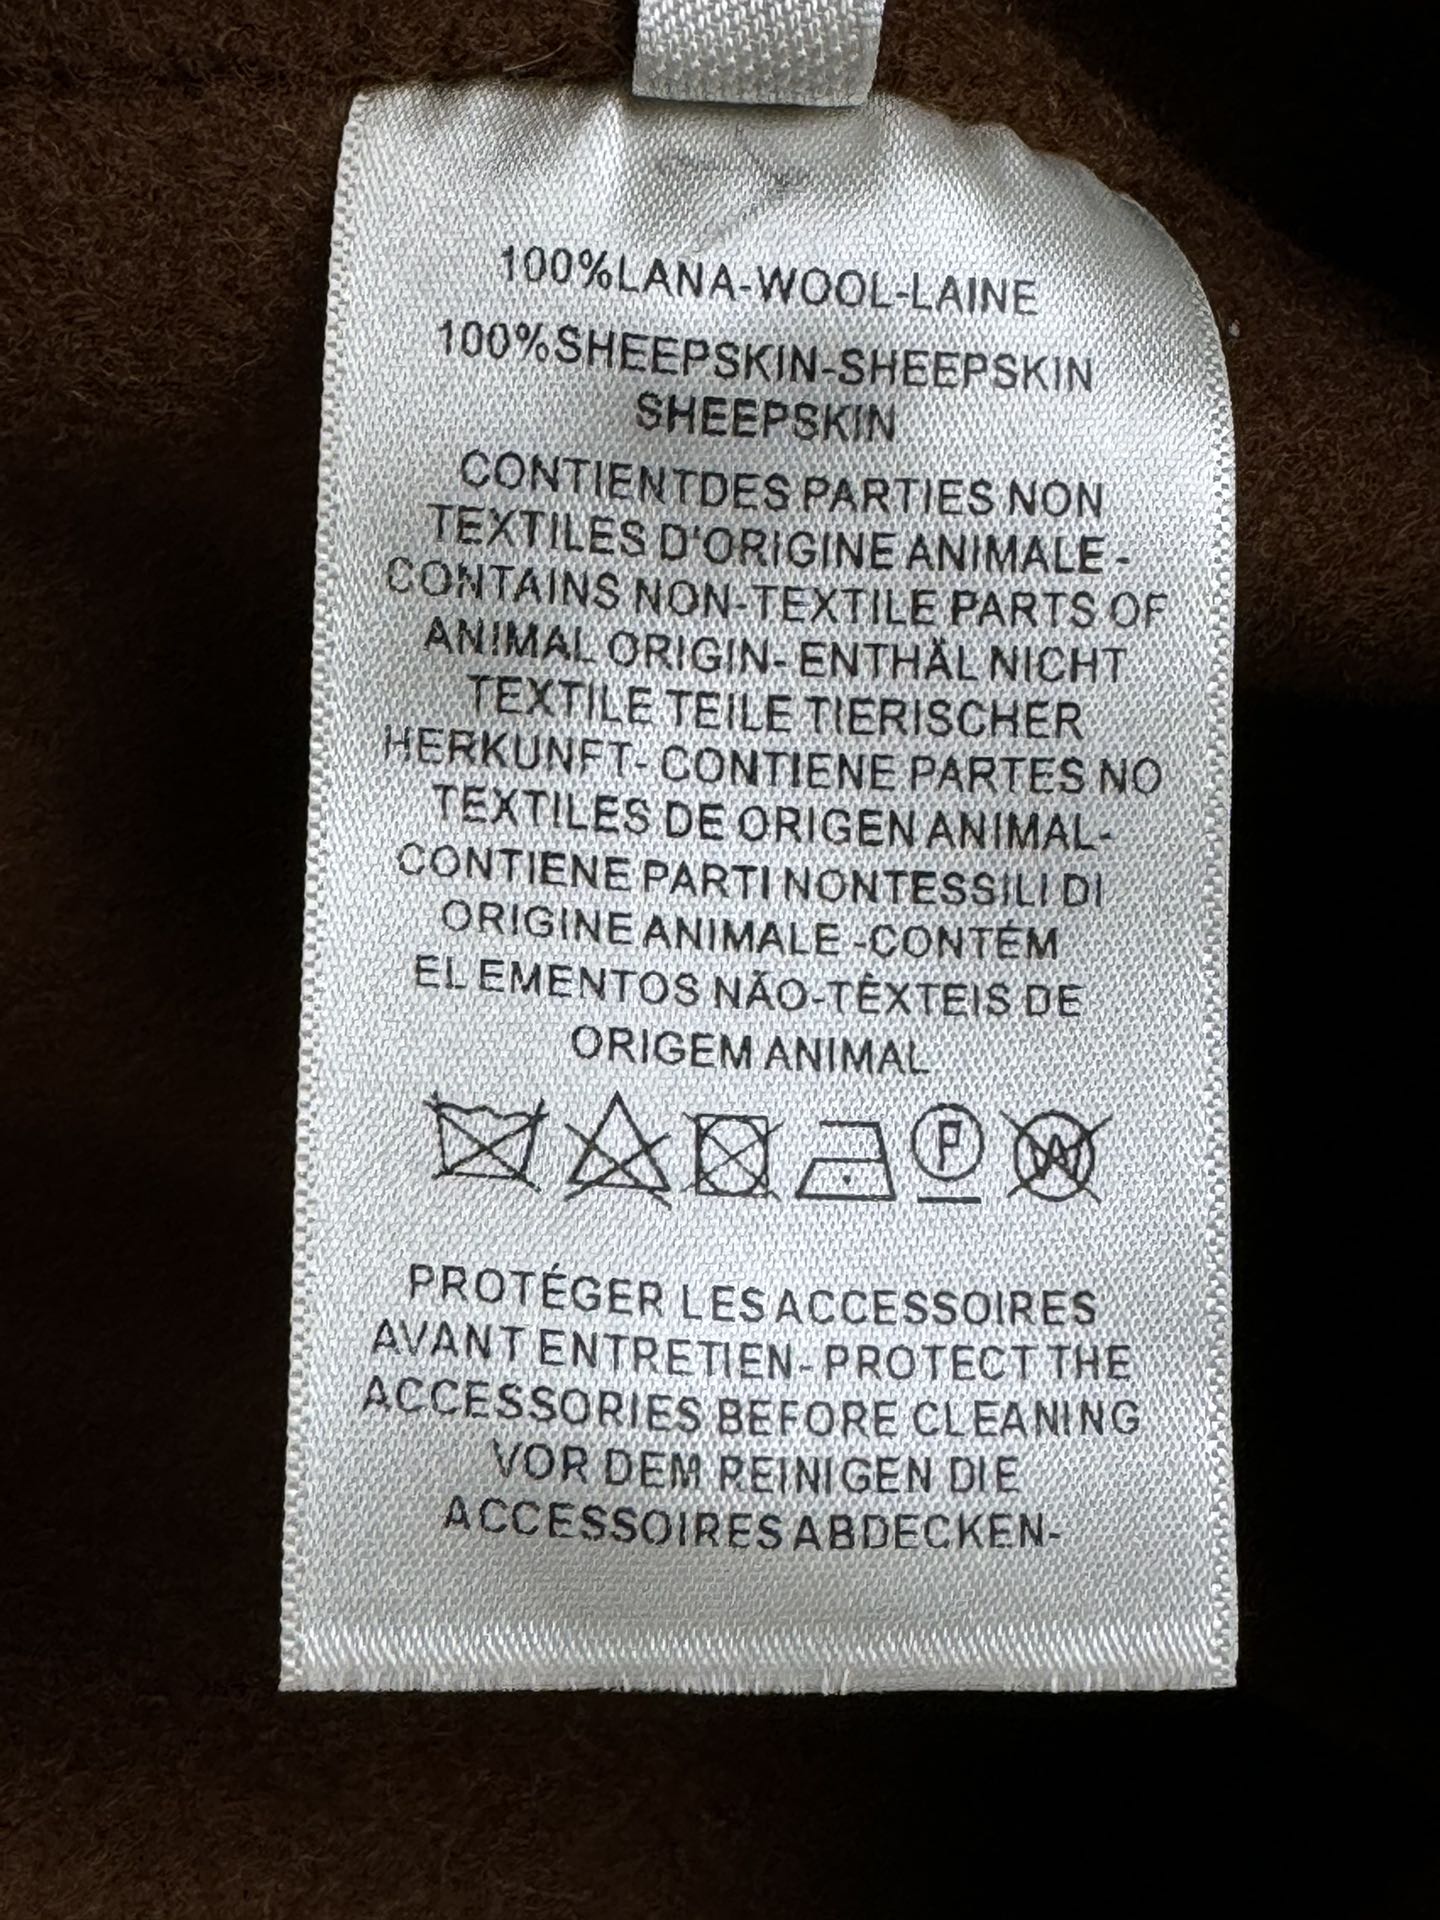 100%LANA-WOOL-LAINE
100%SHEEPSKIN-SHEEPSKIN
SHEEPSKIN
CONTIENTDES PARTIES NON
TEXTILES D'ORIGINE ANIMALE -
CONTAINS NON-TEXTILE PARTS OF
ANIMAL ORIGIN- ENTHÄL NICHT
TEXTILE TEILE TIERISCHER
HERKUNFT- CONTIENE PARTES NO
TEXTILES DE ORIGEN ANIMAL-
CONTIENE PARTI NONTESSILI DI
ORIGINE ANIMALE -CONTÉM
ELEMENTOS NÃO-TÊXTEIS DE
ORIGEM ANIMAL
P W
PROTÉGER LES ACCESSOIRES
AVANT ENTRETIEN- PROTECT THE
ACCESSORIES BEFORE CLEANING
VOR DEM REINIGEN DIE
ACCESSOIRES ABDECKEN-